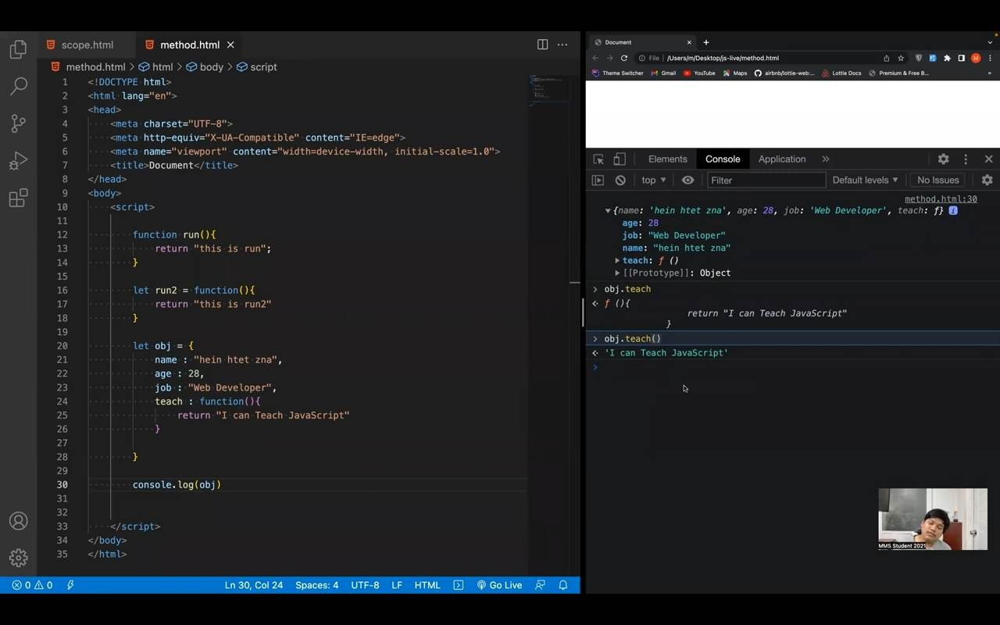 scope.html
method.html
method.html > html > body > script
1 <!DOCTYPE html>
2 <html lang="en">
3 <head>
4 <meta charset="UTF-8">
5 <meta http-equiv="X-UA-Compatible" content="IE=edge">
6 <meta name="viewport" content="width=device-width, initial-scale=1.0">
7 <title>Document</title>
8 </head>
9 <body>
10 <script>
11
12 function run(){
13 return "this is run";
14 }
15
16 let run2 = function(){
17 return "this is run2"
18 }
19
20 let obj = {
21 name : "hein htet zna",
22 age : 28,
23 job : "Web Developer",
24 teach : function(){
25 return "I can Teach JavaScript"
26 }
27
28 }
29
30 console.log(obj)
31
32
33 </script>
34 </body>
35 </html>
0 0 Ln 30, Col 24 Spaces: 4 UTF-8 LF HTML Go Live
Document
File | /Users/m/Desktop/js-live/method.html
M
Theme Switcher Gmail YouTube Maps airbnb/lottie-web:... Lottie Docs Premium & Free B... »
Elements Console Application »
top Filter Default levels No Issues
method.html:30
{name: 'hein htet zna', age: 28, job: 'Web Developer', teach: ƒ} i
age: 28
job: "Web Developer"
name: "hein htet zna"
teach: ƒ ()
[[Prototype]]: Object
> obj.teach
ƒ (){
return "I can Teach JavaScript"
}
> obj.teach()
'I can Teach JavaScript'
>
MMS Student 2021